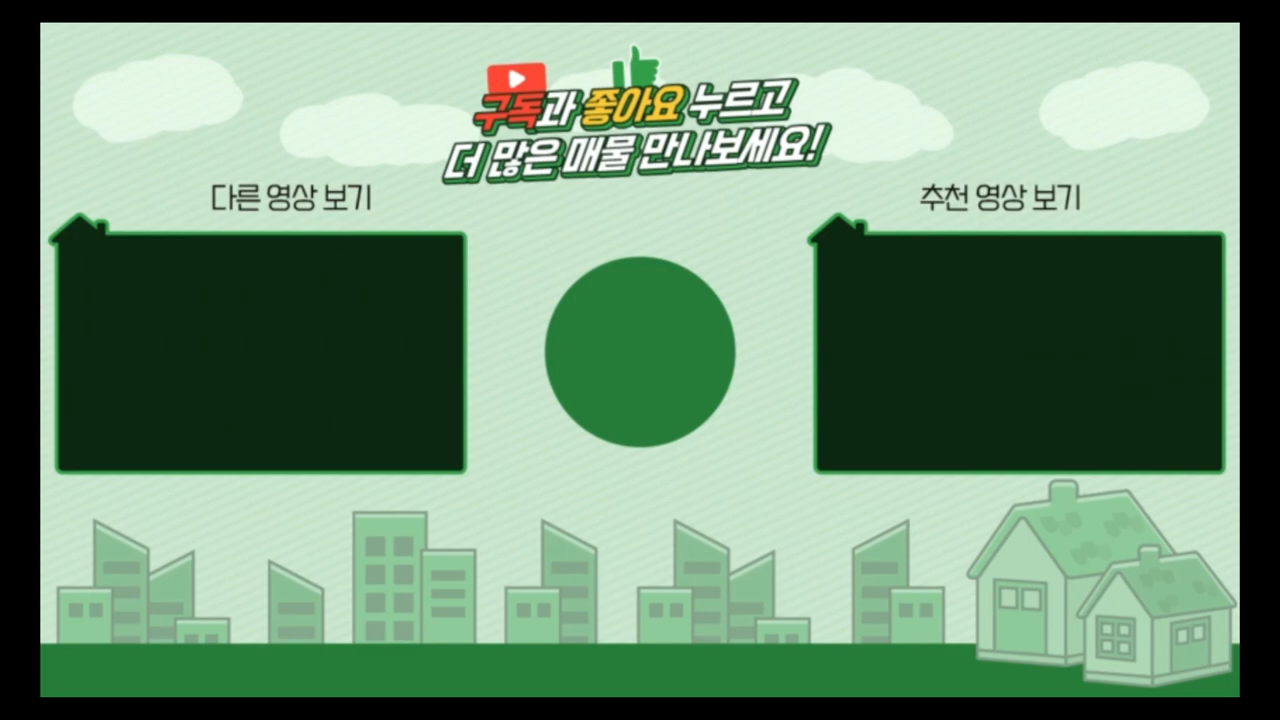 구독과 좋아요 누르고
더 많은 매물 만나보세요!
다른 영상 보기
추천 영상 보기